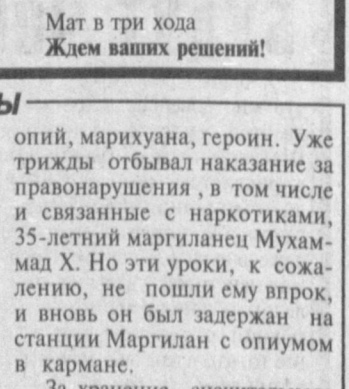 Мат в три хода
Ждем ваших решений!
Ы
опий, марихуана, героин. Уже
трижды отбывал наказание за
правонарушения , в том числе
и связанные с наркотиками,
35-летний маргиланец Мухам-
мад Х. Но эти уроки, к сожа-
лению, не пошли ему впрок,
и вновь он был задержан на
станции Маргилан с опиумом
в кармане.
За хранение